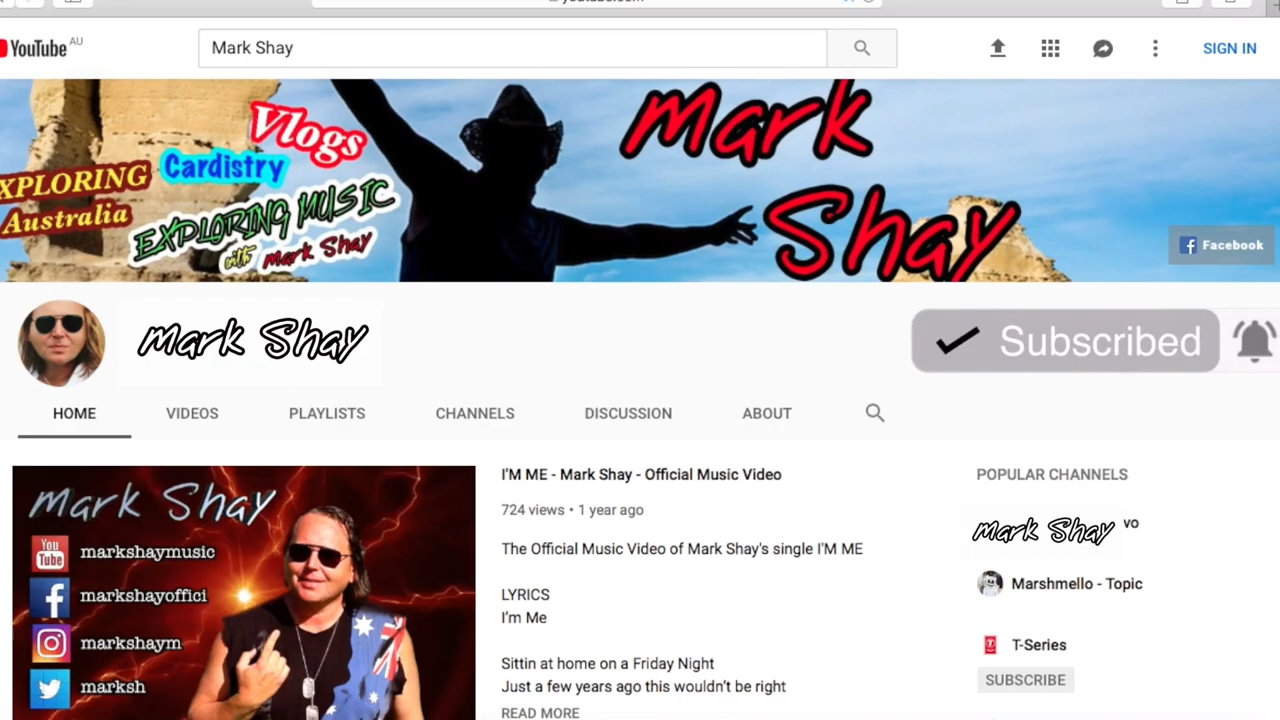 YouTube AU
Mark Shay
SIGN IN
Vlogs
Cardistry
XPLORING
Australia
EXPLORING MUSIC
with mark Shay
Mark
Shay
Facebook
mark Shay
Subscribed
HOME
VIDEOS
PLAYLISTS
CHANNELS
DISCUSSION
ABOUT
mark Shay
You
Tube
markshaymusic
markshayoffici
markshaym
marksh
I'M ME - Mark Shay - Official Music Video
724 views • 1 year ago
The Official Music Video of Mark Shay's single I'M ME
LYRICS
I'm Me
Sittin at home on a Friday Night
Just a few years ago this wouldn't be right
READ MORE
POPULAR CHANNELS
mark Shay vo
Marshmello - Topic
T-Series
SUBSCRIBE